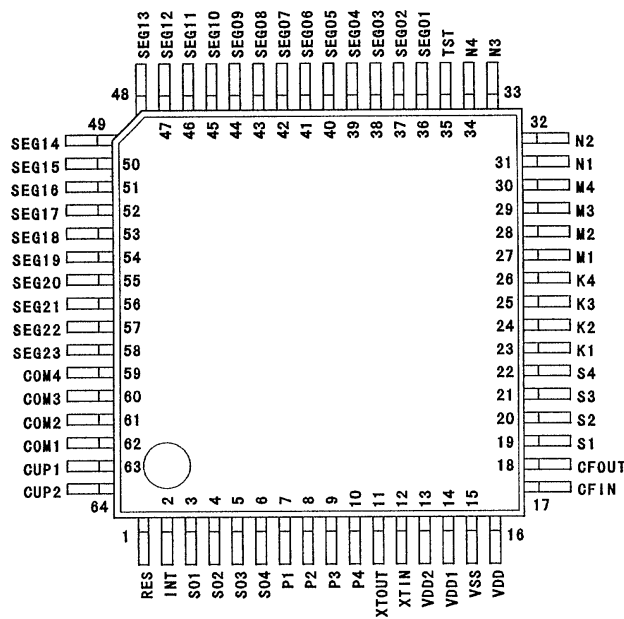 SEG13 SEG12 SEG11 SEG10 SEG09 SEG08 SEG07 SEG06 SEG05 SEG04 SEG03 SEG02 SEG01 TST N4 N3
48 47 46 45 44 43 42 41 40 39 38 37 36 35 34 33
SEG14 49
SEG15 50
SEG16 51
SEG17 52
SEG18 53
SEG19 54
SEG20 55
SEG21 56
SEG22 57
SEG23 58
COM4 59
COM3 60
COM2 61
COM1 62
CUP1 63
CUP2 64
32 N2
31 N1
30 M4
29 M3
28 M2
27 M1
26 K4
25 K3
24 K2
23 K1
22 S4
21 S3
20 S2
19 S1
18 CFOUT
17 CFIN
1 2 3 4 5 6 7 8 9 10 11 12 13 14 15 16
RES INT SO1 SO2 SO3 SO4 P1 P2 P3 P4 XTOUT XTIN VDD2 VDD1 VSS VDD